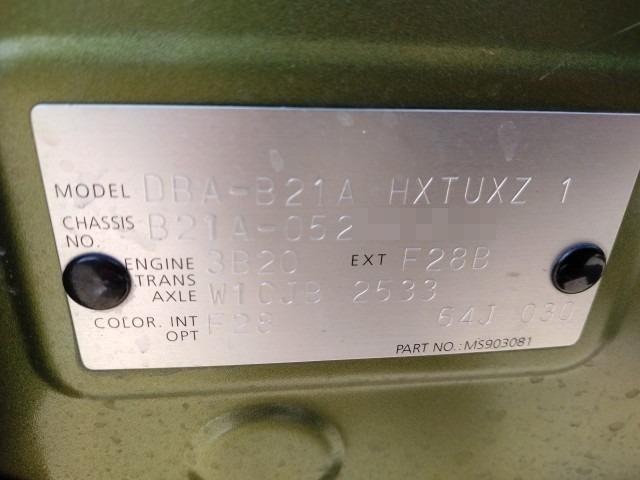 MODEL DBA-B21A HXTUXZ 1
CHASSIS NO. B21A-052
ENGINE 3B20 EXT F28B
TRANS AXLE W1CJB 2533
COLOR. INT OPT F28 64J 030
PART NO.: MS903081